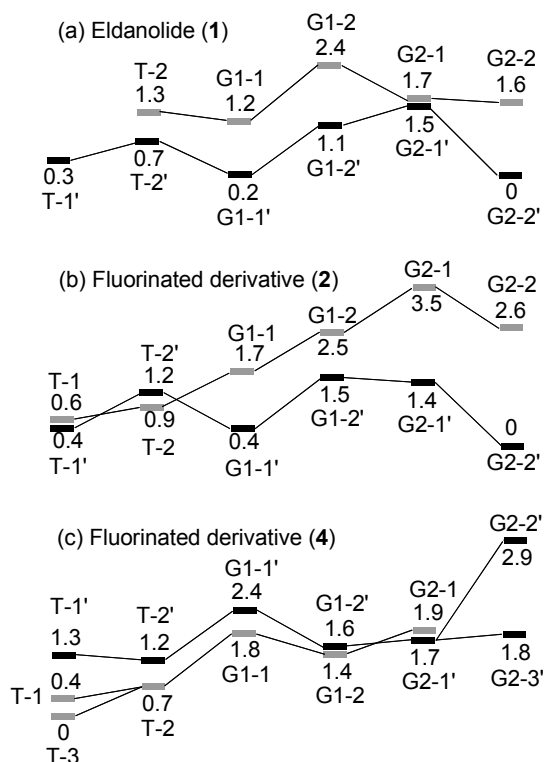 (a) Eldanolide (1)
T-2
1.3
G1-1
1.2
G1-2
2.4
G2-1
1.7
G2-2
1.6
0.3
T-1'
0.7
T-2'
0.2
G1-1'
1.1
G1-2'
1.5
G2-1'
0
G2-2'
(b) Fluorinated derivative (2)
T-1
0.6
0.4
T-1'
T-2'
1.2
0.9
T-2
G1-1
1.7
0.4
G1-1'
G1-2
2.5
1.5
G1-2'
G2-1
3.5
1.4
G2-1'
G2-2
2.6
0
G2-2'
(c) Fluorinated derivative (4)
T-1'
1.3
T-1
0.4
0
T-3
T-2'
1.2
0.7
T-2
G1-1'
2.4
1.8
G1-1
G1-2'
1.6
1.4
G1-2
G2-1
1.9
1.7
G2-1'
G2-2'
2.9
1.8
G2-3'